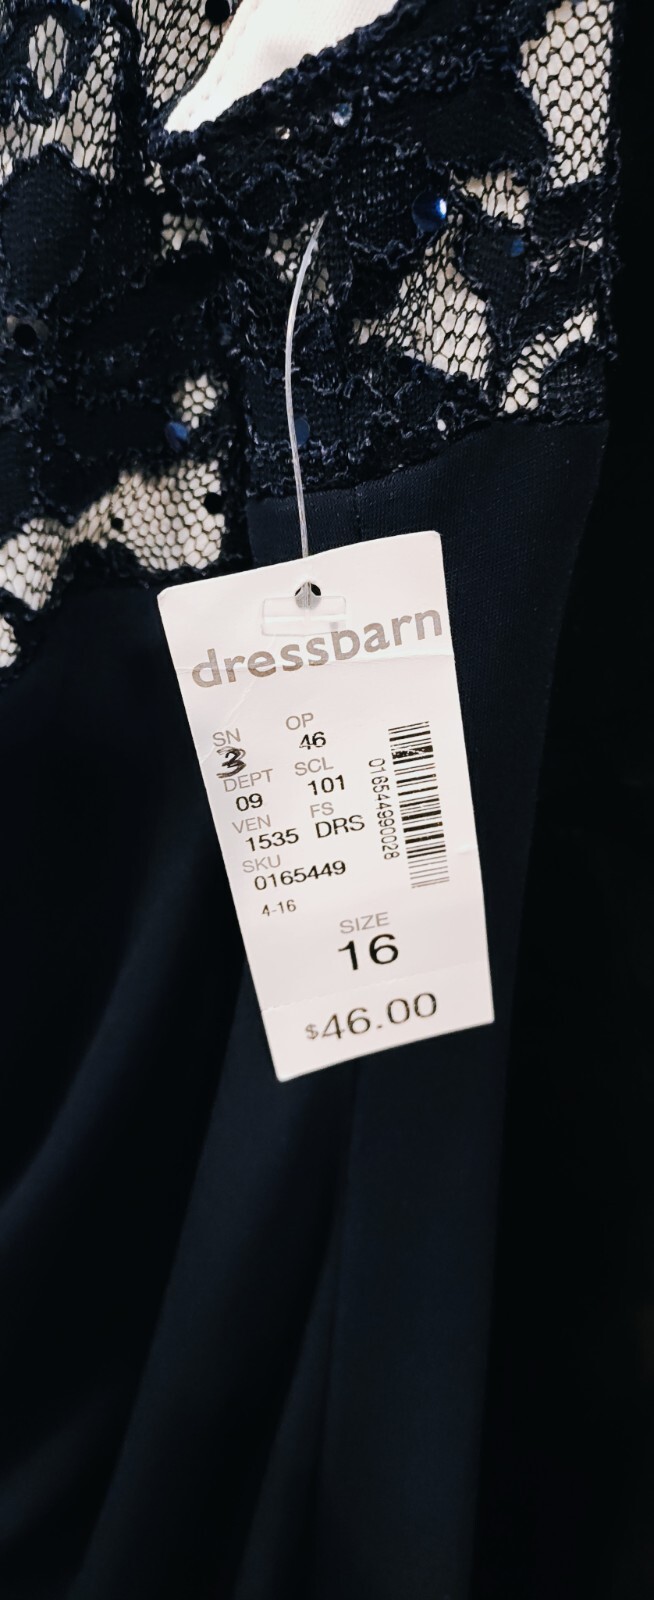 dressbarn
SN OP
3 46
DEPT SCL
09 101
VEN FS
1535 DRS
SKU
0165449
4-16
01654490028
SIZE
16
$46.00